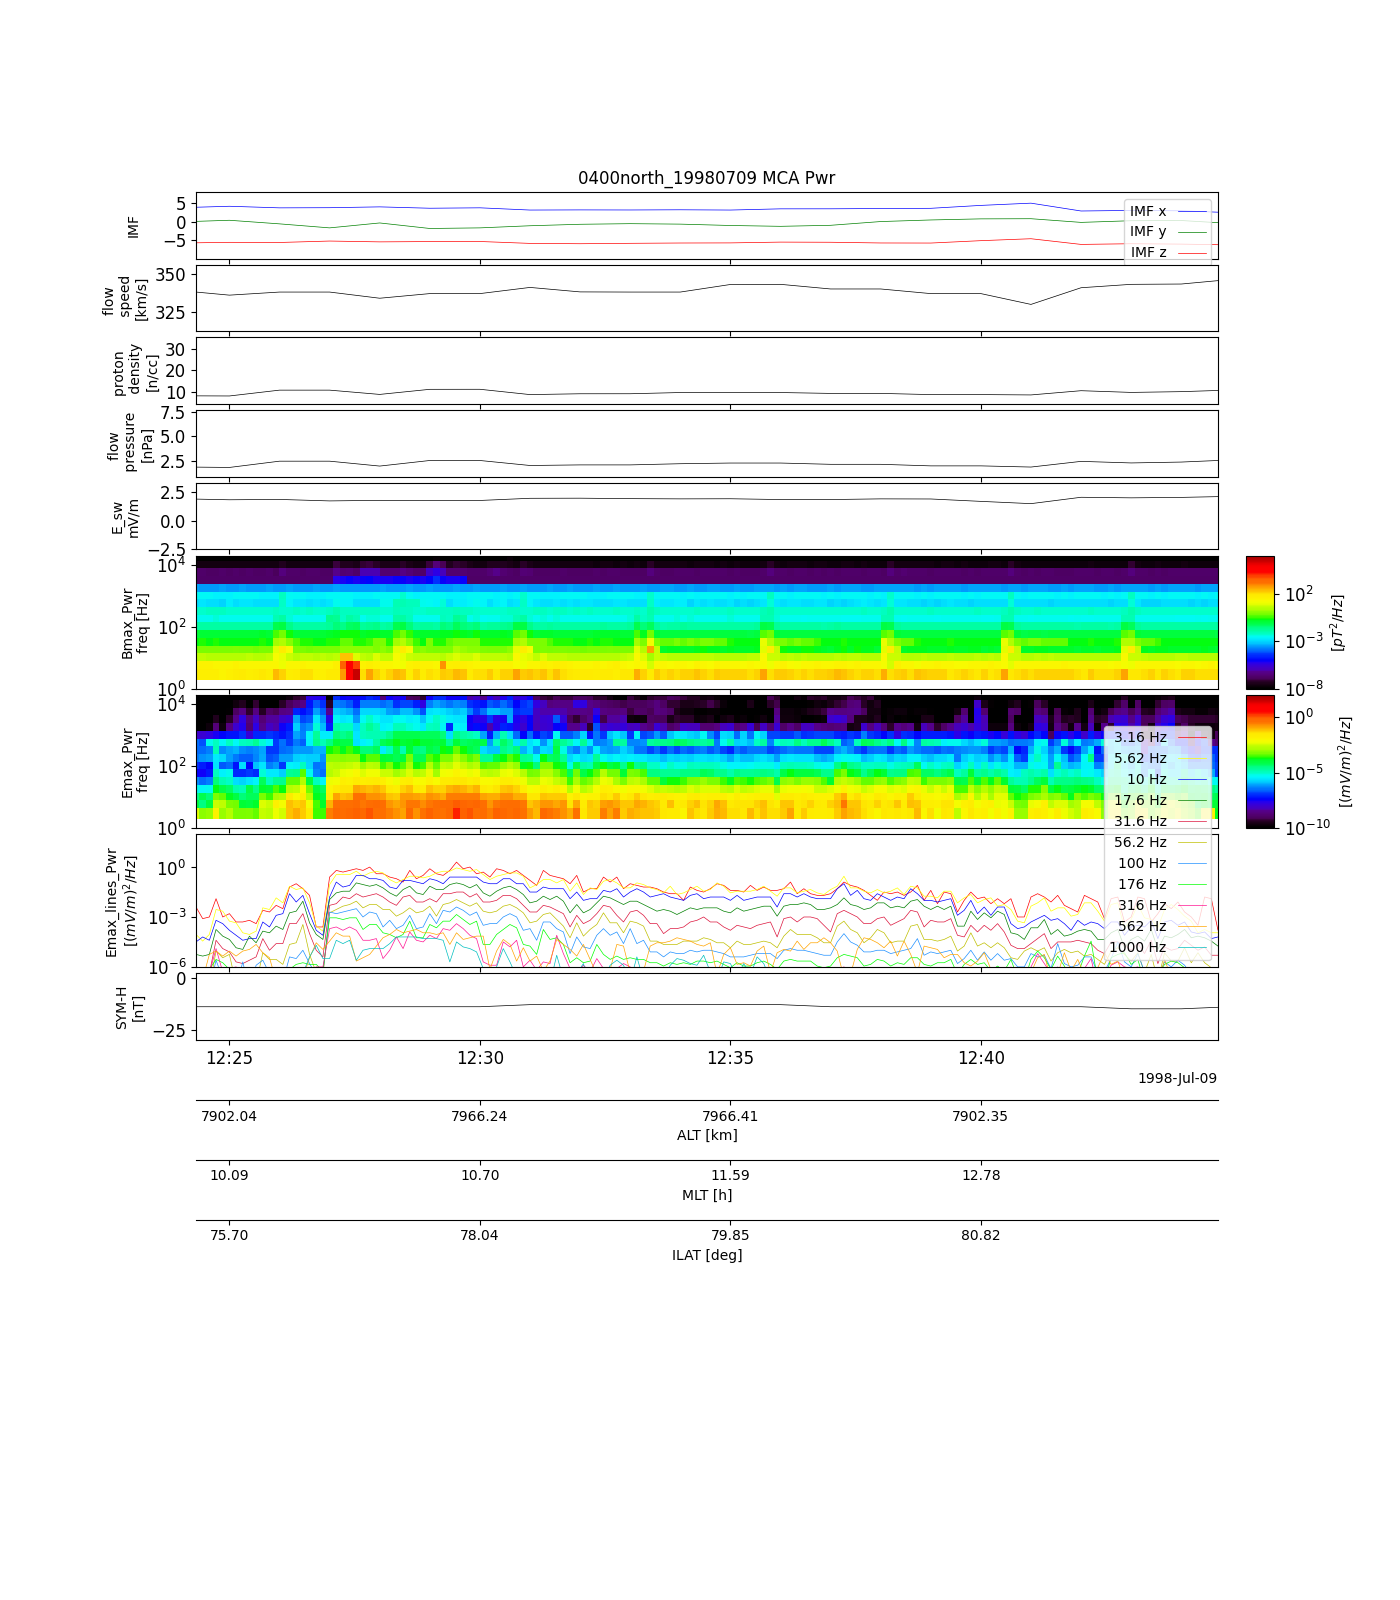 0400north_19980709 MCA Pwr
5
0
−5
IMF
IMF x
IMF y
IMF z
350
325
flow
speed
[km/s]
30
20
10
proton
density
[n/cc]
7.5
5.0
2.5
flow
pressure
[nPa]
2.5
0.0
−2.5
E_sw
mV/m
10^4
10^2
10^0
Bmax_Pwr
freq [Hz]
10^2
10^−3
10^−8
[pT^2/Hz]
10^4
10^2
10^0
Emax_Pwr
freq [Hz]
10^0
10^−5
10^−10
[(mV/m)^2/Hz]
3.16 Hz
5.62 Hz
10 Hz
17.6 Hz
31.6 Hz
56.2 Hz
100 Hz
176 Hz
316 Hz
562 Hz
1000 Hz
10^0
10^−3
10^−6
Emax_lines_Pwr
[(mV/m)^2/Hz]
0
−25
SYM-H
[nT]
12:25 12:30 12:35 12:40
1998-Jul-09
7902.04 7966.24 7966.41 7902.35
ALT [km]
10.09 10.70 11.59 12.78
MLT [h]
75.70 78.04 79.85 80.82
ILAT [deg]